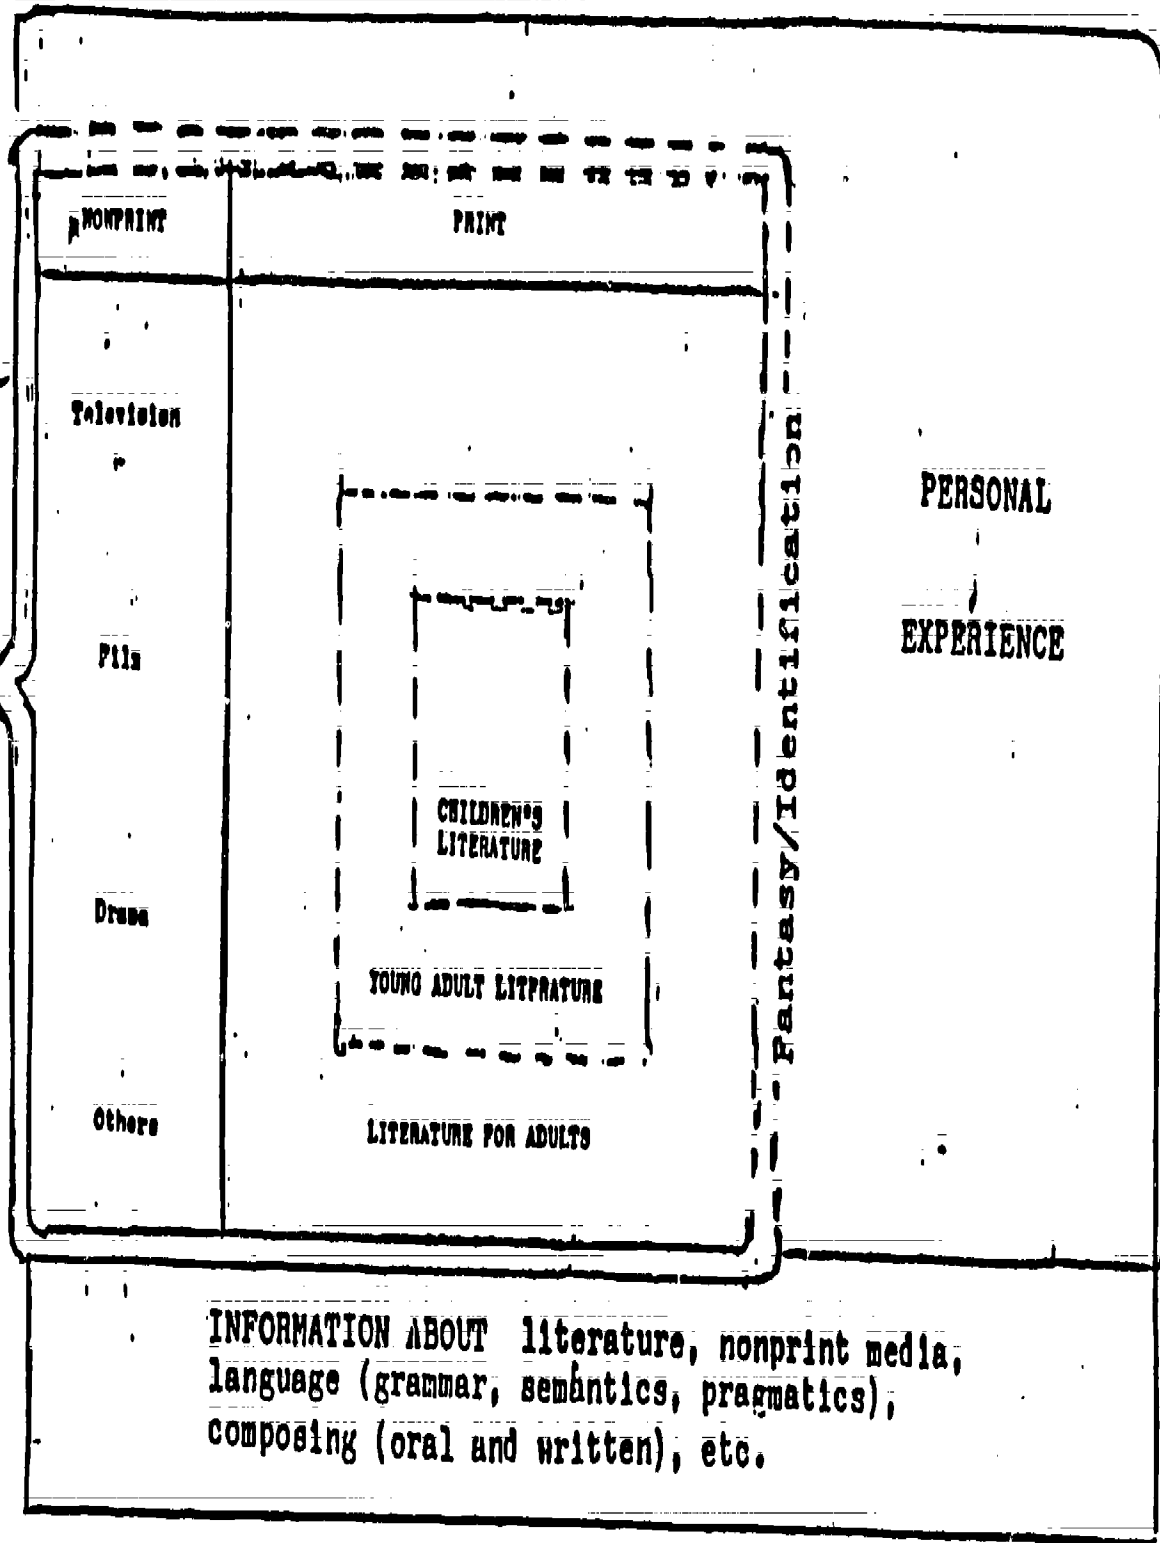 NONPRINT
PRINT
Television
Film
Drama
Others
CHILDREN'S
LITERATURE
YOUNG ADULT LITERATURE
LITERATURE FOR ADULTS
Fantasy/Identification
PERSONAL
EXPERIENCE
INFORMATION ABOUT literature, nonprint media,
language (grammar, semantics, pragmatics),
composing (oral and written), etc.